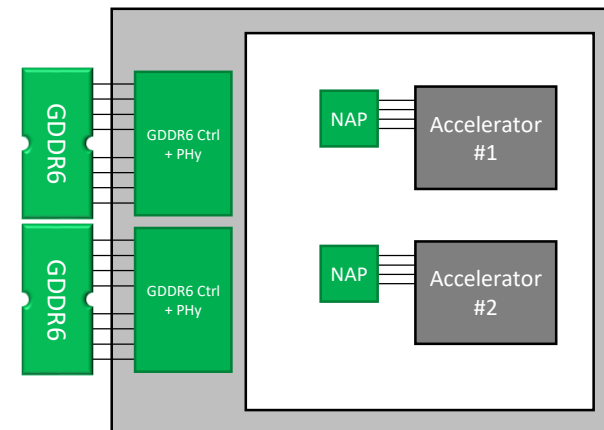 GDDR6
GDDR6 Ctrl
+ PHy
NAP
Accelerator
#1
GDDR6
GDDR6 Ctrl
+ PHy
NAP
Accelerator
#2